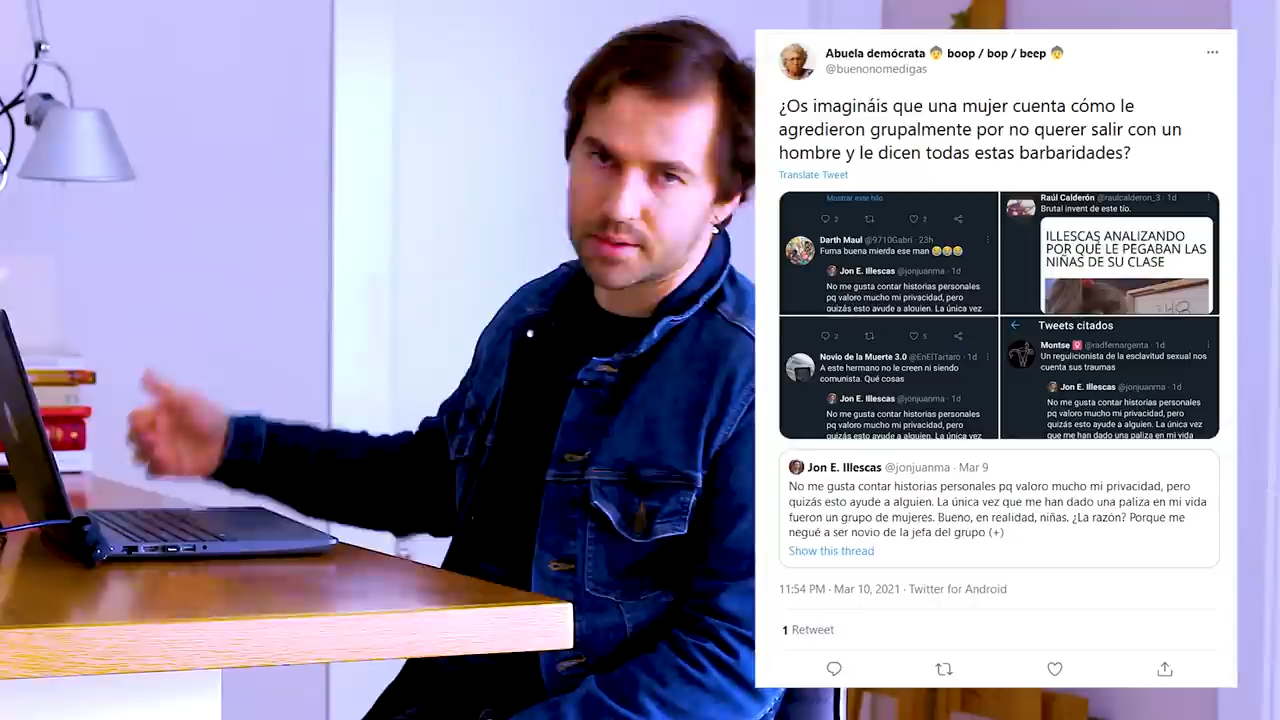 Abuela demócrata 👵 boop / bop / beep 👵
@buenonomedigas
¿Os imagináis que una mujer cuenta cómo le
agredieron grupalmente por no querer salir con un
hombre y le dicen todas estas barbaridades?
Translate Tweet
Mostrar este hilo
2 2
Darth Maul @9710Gabri · 23h
Fuma buena mierda ese man 😭😭😭
Jon E. Illescas @jonjuanma · 1d
No me gusta contar historias personales
pq valoro mucho mi privacidad, pero
quizás esto ayude a alguien. La única vez
Raúl Calderón @raulcalderon_3 · 1d
Brutal invent de este tío.
ILLESCAS ANALIZANDO
POR QUÉ LE PEGABAN LAS
NIÑAS DE SU CLASE
2 5
Novio de la Muerte 3.0 @EnElTartaro · 1d
A este hermano no le creen ni siendo
comunista. Qué cosas
Jon E. Illescas @jonjuanma · 1d
No me gusta contar historias personales
pq valoro mucho mi privacidad, pero
quizás esto ayude a alguien. La única vez
Tweets citados
Montse @radfemargenta · 1d
Un regulicionista de la esclavitud sexual nos
cuenta sus traumas
Jon E. Illescas @jonjuanma · 1d
No me gusta contar historias personales
pq valoro mucho mi privacidad, pero
quizás esto ayude a alguien. La única vez
que me han dado una paliza en mi vida
Jon E. Illescas @jonjuanma · Mar 9
No me gusta contar historias personales pq valoro mucho mi privacidad, pero
quizás esto ayude a alguien. La única vez que me han dado una paliza en mi vida
fueron un grupo de mujeres. Bueno, en realidad, niñas. ¿La razón? Porque me
negué a ser novio de la jefa del grupo (+)
Show this thread
11:54 PM · Mar 10, 2021 · Twitter for Android
1 Retweet